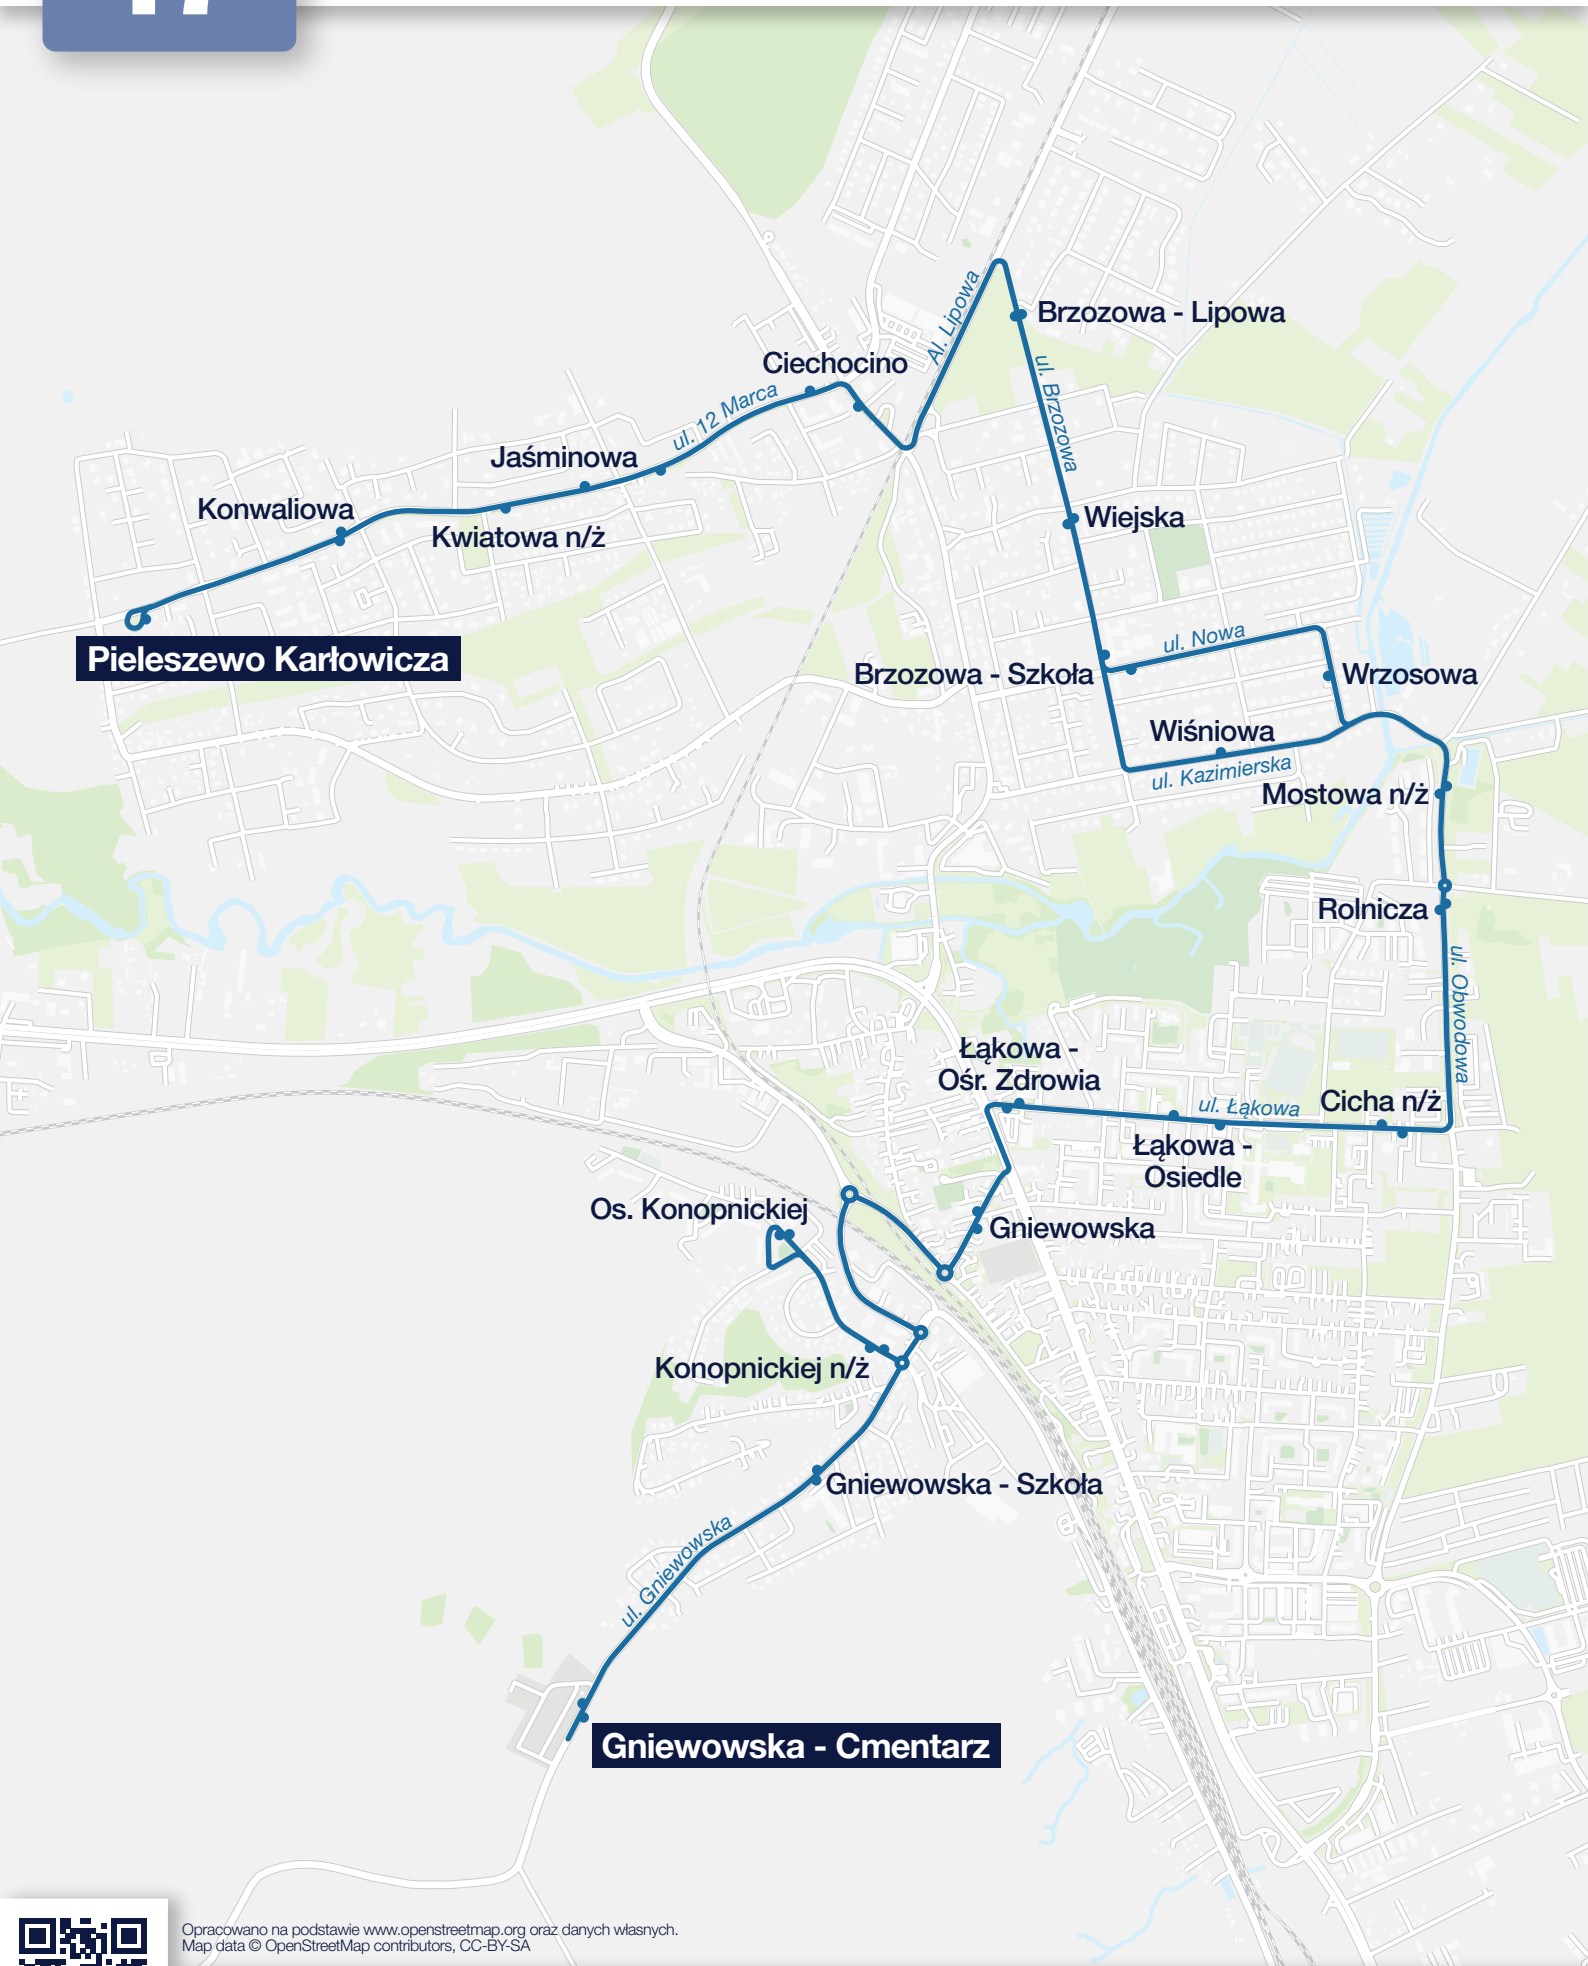 Brzozowa - Lipowa
Al. Lipowa
Ciechocino
ul. Brzozowa
ul. 12 Marca
Jaśminowa
Konwaliowa
Wiejska
Kwiatowa n/ż
ul. Nowa
Pieleszewo Karłowicza
Brzozowa - Szkoła
Wrzosowa
Wiśniowa
ul. Kazimierska
Mostowa n/ż
Rolnicza
ul. Obwodowa
Łąkowa -
Ośr. Zdrowia
ul. Łąkowa
Cicha n/ż
Łąkowa -
Osiedle
Os. Konopnickiej
Gniewowska
Konopnickiej n/ż
Gniewowska - Szkoła
ul. Gniewowska
Gniewowska - Cmentarz
Opracowano na podstawie www.openstreetmap.org oraz danych własnych.
Map data © OpenStreetMap contributors, CC-BY-SA